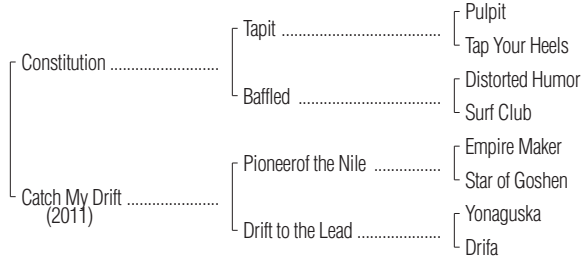 Pulpit
Tapit ........................................
Tap Your Heels
Constitution ...........................
Distorted Humor
Baffled ....................................
Surf Club
Empire Maker
Pioneerof the Nile .................
Star of Goshen
Catch My Drift .......................
(2011)
Yonaguska
Drift to the Lead .....................
Drifa